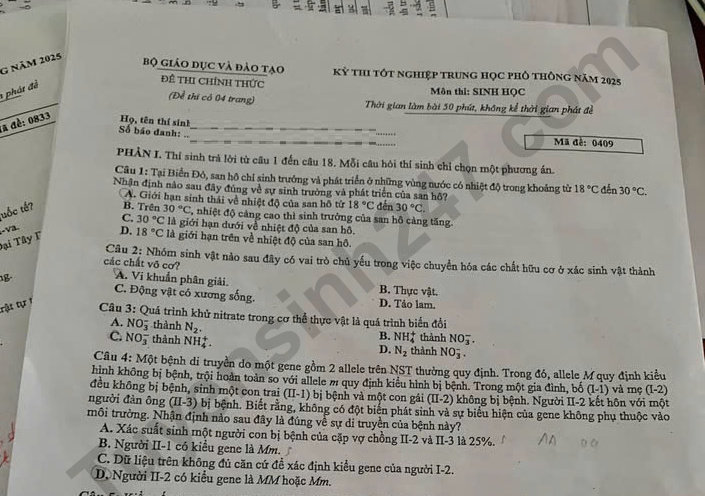 G NĂM 2025
phát đề
ã đề: 0833
uốc tế?
-va.
Đại Tây
ng.
BỘ GIÁO DỤC VÀ ĐÀO TẠO
ĐỀ THI CHÍNH THỨC
(Đề thi có 04 trang)
KỲ THI TỐT NGHIỆP TRUNG HỌC PHỔ THÔNG NĂM 2025
Môn thi: SINH HỌC
Thời gian làm bài 50 phút, không kể thời gian phát đề
Họ, tên thí sinh
Số báo danh:
Mã đề: 0409
PHẦN I. Thí sinh trả lời từ câu 1 đến câu 18. Mỗi câu hỏi thí sinh chỉ chọn một phương án.
Câu 1: Tại Biển Đỏ, san hô chỉ sinh trưởng và phát triển ở những vùng nước có nhiệt độ trong khoảng từ 18 °C đến 30 °C.
Nhận định nào sau đây đúng về sự sinh trưởng và phát triển của san hô?
A. Giới hạn sinh thái về nhiệt độ của san hô từ 18 °C đến 30 °C.
B. Trên 30 °C, nhiệt độ càng cao thì sinh trưởng của san hô càng tăng.
C. 30 °C là giới hạn dưới về nhiệt độ của san hô.
D. 18 °C là giới hạn trên về nhiệt độ của san hô.
Câu 2: Nhóm sinh vật nào sau đây có vai trò chủ yếu trong việc chuyển hóa các chất hữu cơ ở xác sinh vật thành
các chất vô cơ?
A. Vi khuẩn phân giải.
B. Thực vật.
C. Động vật có xương sống.
D. Tảo lam.
Câu 3: Quá trình khử nitrate trong cơ thể thực vật là quá trình biến đổi
A. NO₃⁻ thành N₂.
B. NH₄⁺ thành NO₃⁻.
C. NO₃⁻ thành NH₄⁺.
D. N₂ thành NO₃⁻.
Câu 4: Một bệnh di truyền do một gene gồm 2 allele trên NST thường quy định. Trong đó, allele M quy định kiểu
hình không bị bệnh, trội hoàn toàn so với allele m quy định kiểu hình bị bệnh. Trong một gia đình, bố (I-1) và mẹ (I-2)
đều không bị bệnh, sinh một con trai (II-1) bị bệnh và một con gái (II-2) không bị bệnh. Người II-2 kết hôn với một
người đàn ông (II-3) bị bệnh. Biết rằng, không có đột biến phát sinh và sự biểu hiện của gene không phụ thuộc vào
môi trường. Nhận định nào sau đây là đúng về sự di truyền của bệnh này?
A. Xác suất sinh một người con bị bệnh của cặp vợ chồng II-2 và II-3 là 25%.
B. Người II-1 có kiểu gene là Mm.
C. Dữ liệu trên không đủ căn cứ để xác định kiểu gene của người I-2.
D. Người II-2 có kiểu gene là MM hoặc Mm.